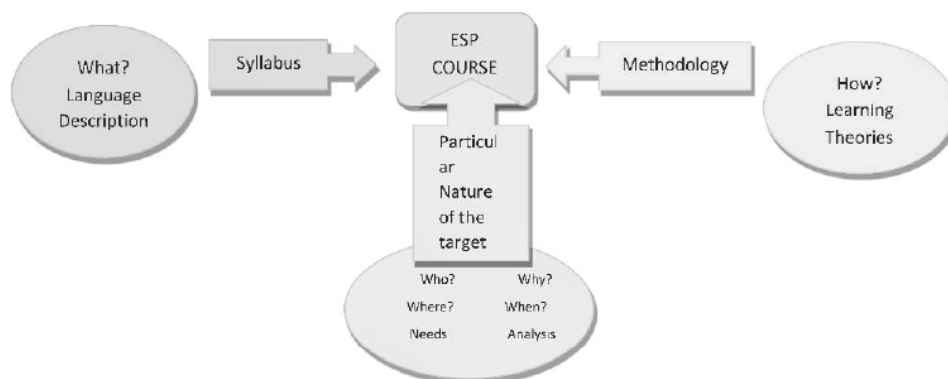 What?
Language
Description
Syllabus
ESP
COURSE
Methodology
How?
Learning
Theories
Particul
ar
Nature
of the
target
Who? Why?
Where? When?
Needs Analysis